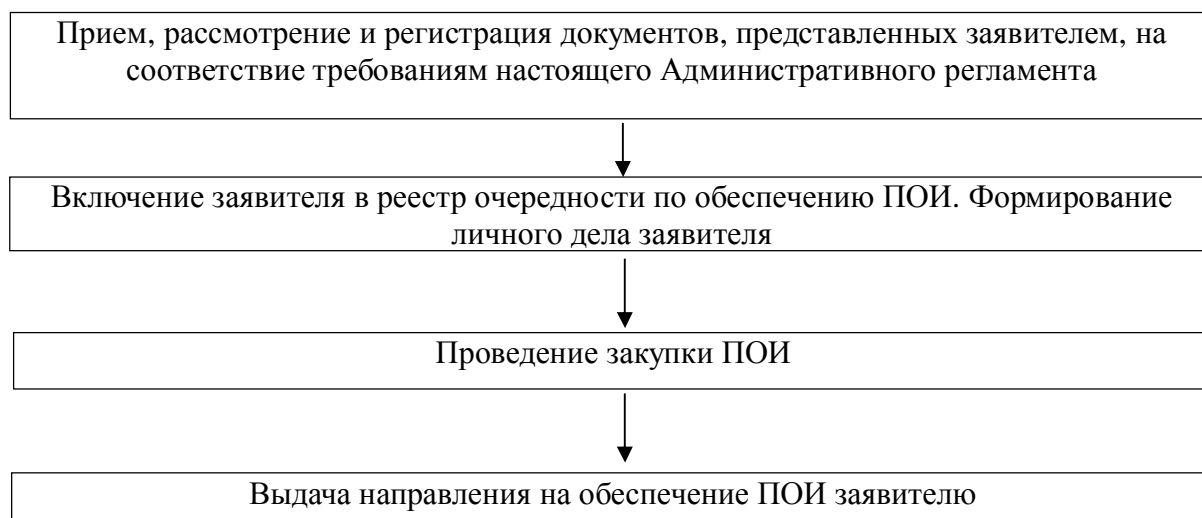 Прием, рассмотрение и регистрация документов, представленных заявителем, на
соответствие требованиям настоящего Административного регламента
Включение заявителя в реестр очередности по обеспечению ПОИ. Формирование
личного дела заявителя
Проведение закупки ПОИ
Выдача направления на обеспечение ПОИ заявителю